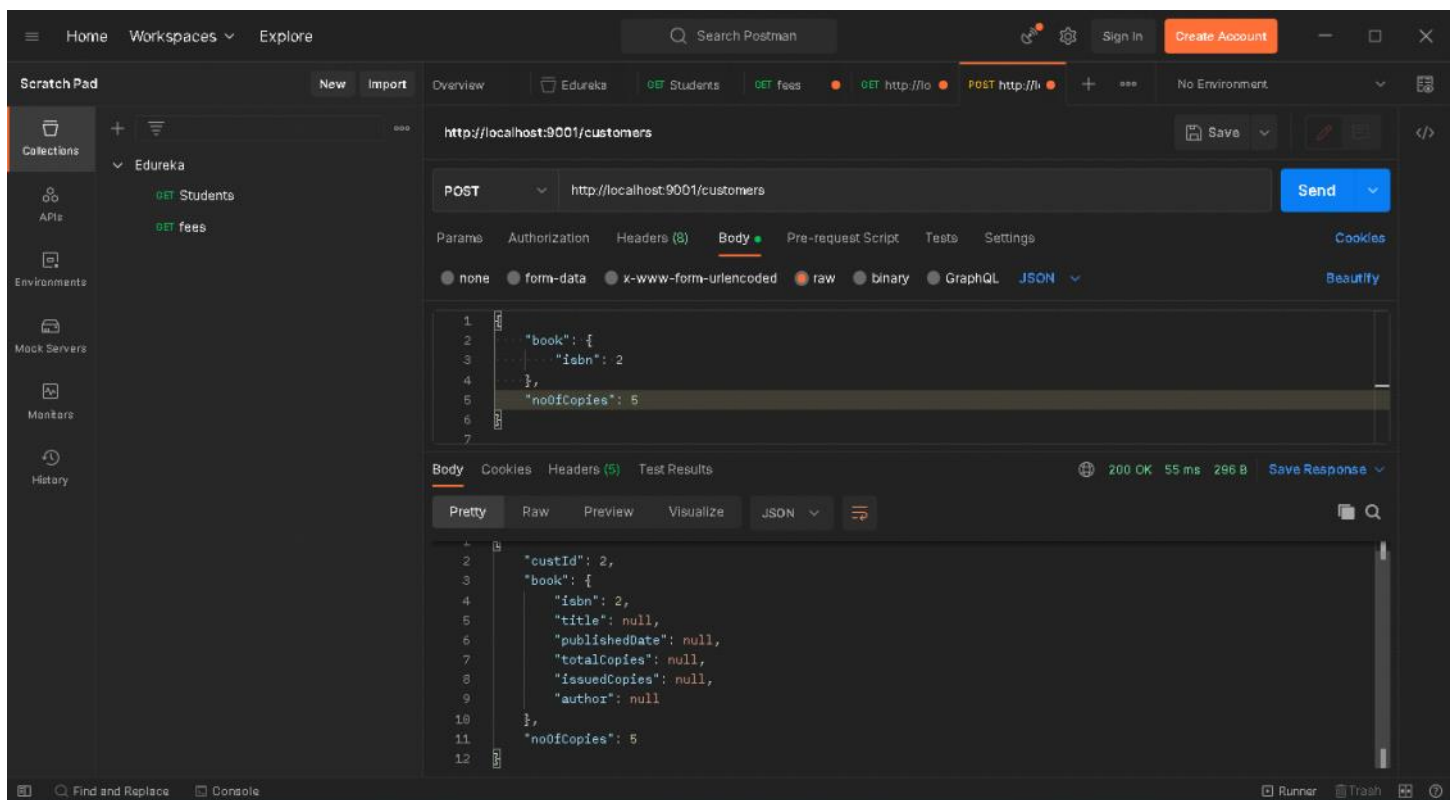 Home Workspaces Explore Search Postman Sign In Create Account
Scratch Pad New Import Overview Edureka GET Students GET fees GET http://lo POST http://l No Environment
Collections
APIs
Environments
Mock Servers
Monitors
History
Edureka
GET Students
GET fees
http://localhost:9001/customers Save
POST http://localhost:9001/customers Send
Params Authorization Headers (8) Body Pre-request Script Tests Settings Cookies
none form-data x-www-form-urlencoded raw binary GraphQL JSON Beautify
1 {
2 "book": {
3 "isbn": 2
4 },
5 "noOfCopies": 5
6 }
7
Body Cookies Headers (5) Test Results 200 OK 55 ms 296 B Save Response
Pretty Raw Preview Visualize JSON
1 {
2 "custId": 2,
3 "book": {
4 "isbn": 2,
5 "title": null,
6 "publishedDate": null,
7 "totalCopies": null,
8 "issuedCopies": null,
9 "author": null
10 },
11 "noOfCopies": 5
12 }
Find and Replace Console Runner Trash